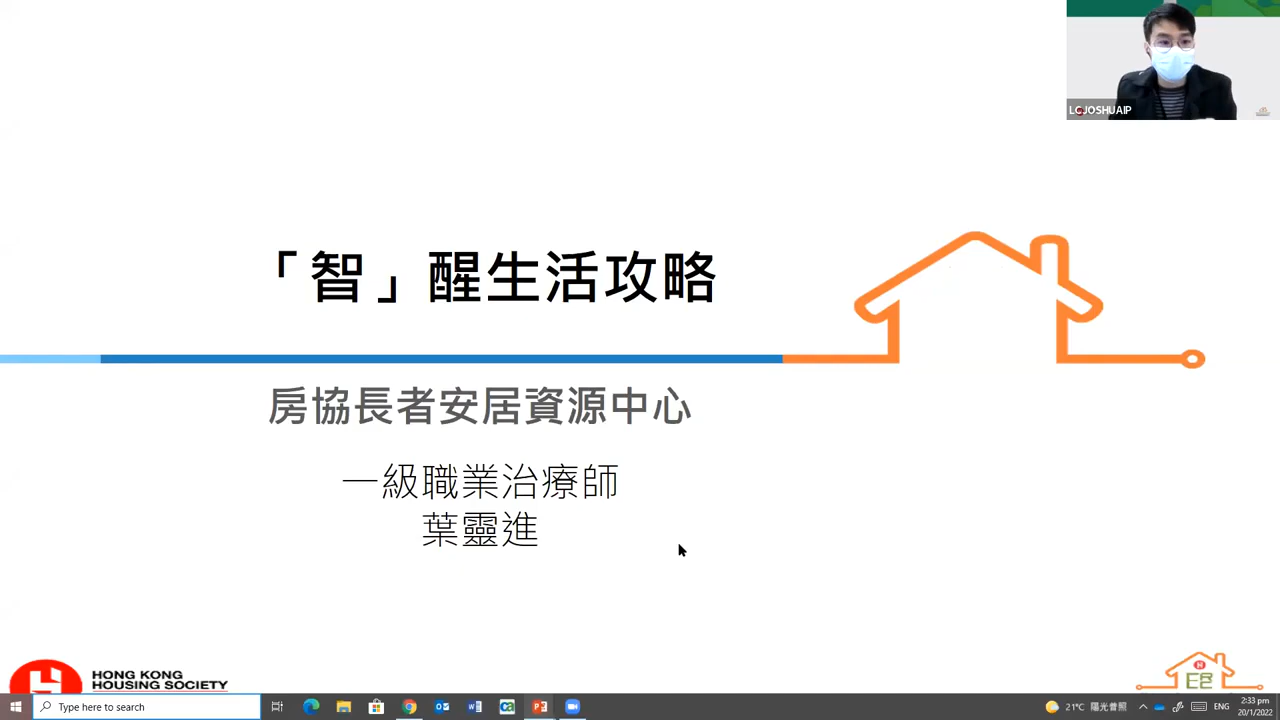 LCJOSHUAIP
「智」醒生活攻略
房協長者安居資源中心
一級職業治療師
葉靈進
HONG KONG
HOUSING SOCIETY
Type here to search
21°C 陽光普照
ENG
2:33 pm
20/1/2022